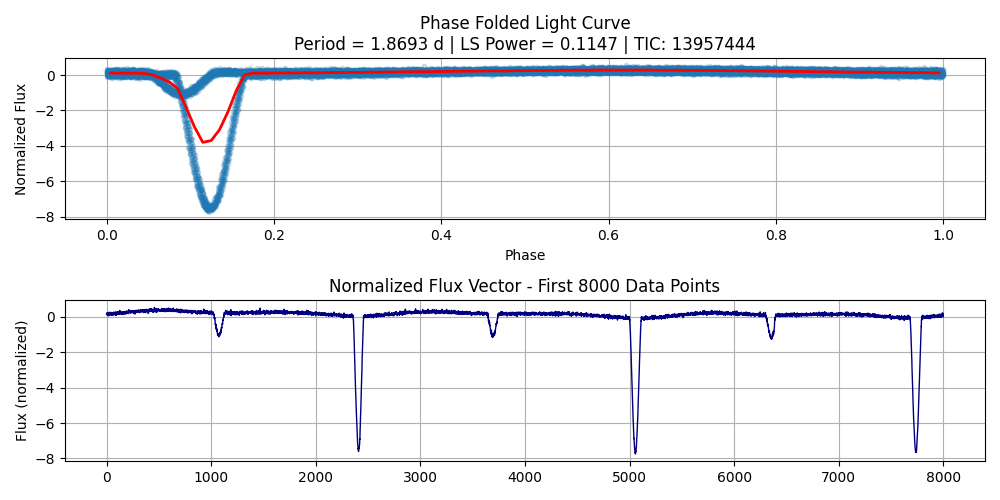 Phase Folded Light Curve
Period = 1.8693 d | LS Power = 0.1147 | TIC: 13957444
Normalized Flux
0
−2
−4
−6
−8
0.0 0.2 0.4 0.6 0.8 1.0
Phase
Normalized Flux Vector - First 8000 Data Points
Flux (normalized)
0
−2
−4
−6
−8
0 1000 2000 3000 4000 5000 6000 7000 8000